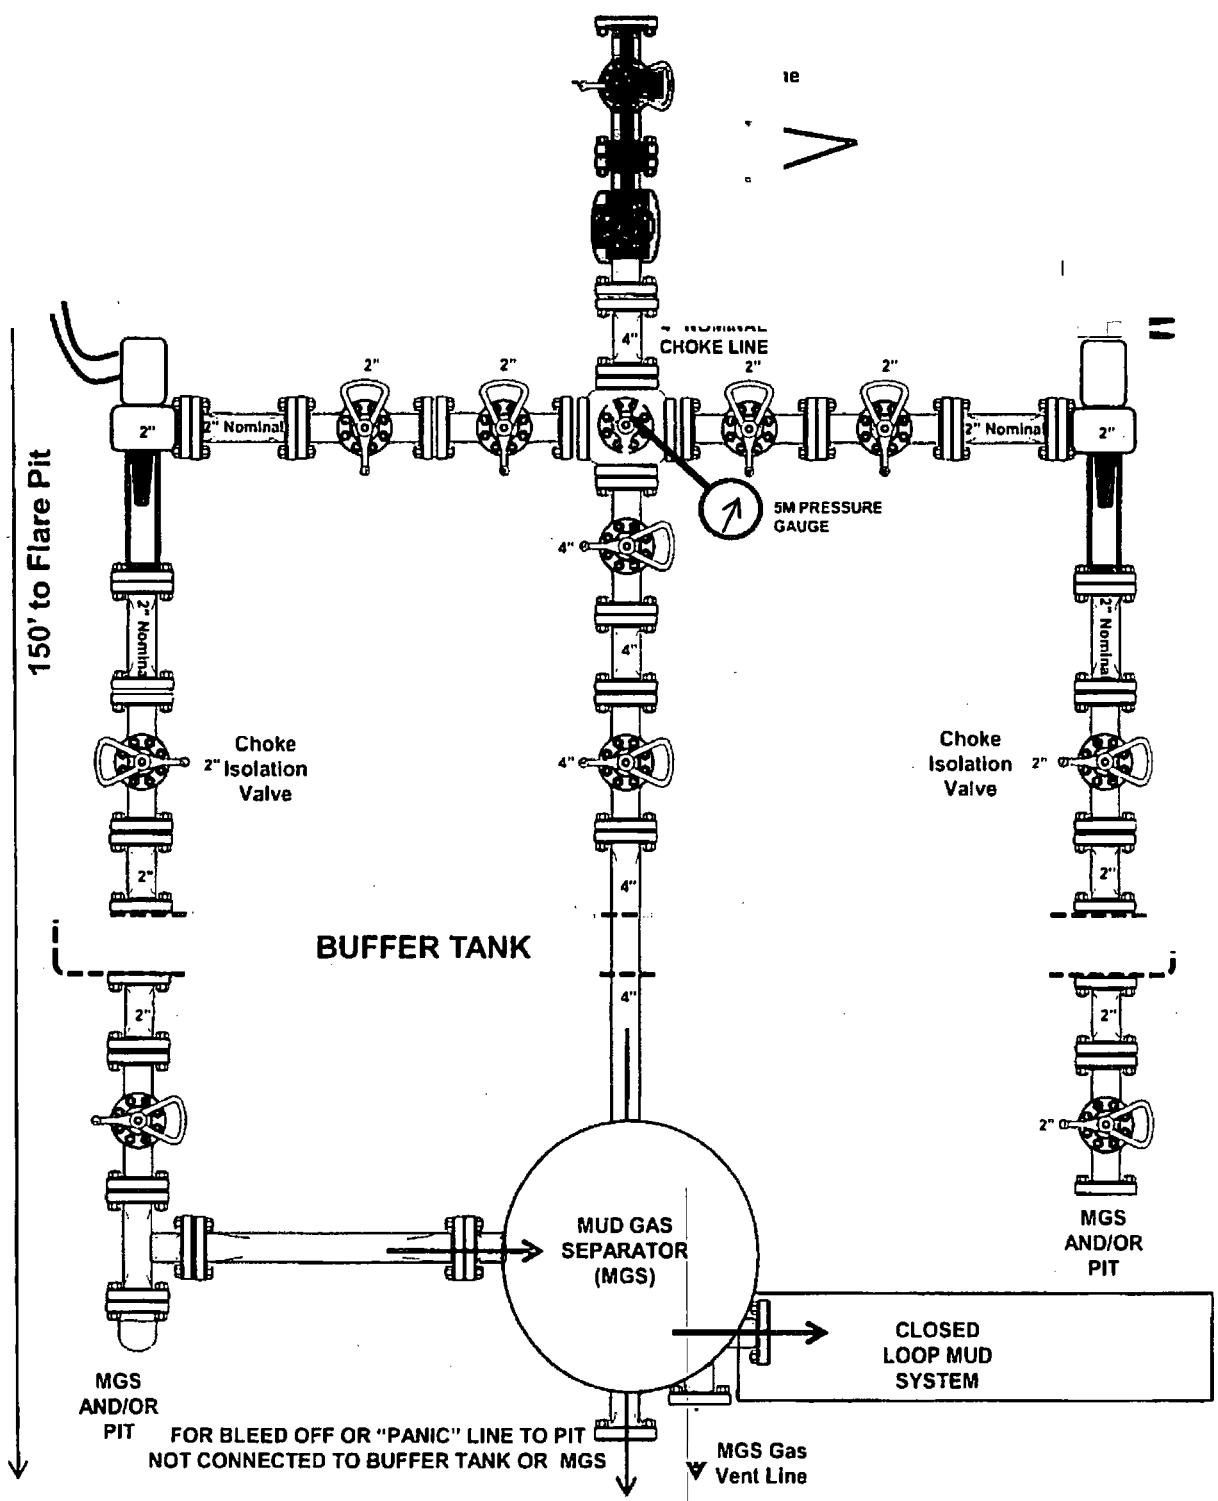 4"
CHOKE LINE
2"
2"
2"
2"
2"
2" Nominal
2" Nominal
2"
5M PRESSURE
GAUGE
4"
150' to Flare Pit
2" Nominal
4"
2" Nominal
Choke
2" Isolation
Valve
4"
Choke
Isolation 2"
Valve
2"
4"
2"
BUFFER TANK
2"
4"
2"
2"
MUD GAS
SEPARATOR
(MGS)
MGS
AND/OR
PIT
CLOSED
LOOP MUD
SYSTEM
MGS
AND/OR
PIT
FOR BLEED OFF OR "PANIC" LINE TO PIT
NOT CONNECTED TO BUFFER TANK OR MGS
MGS Gas
Vent Line